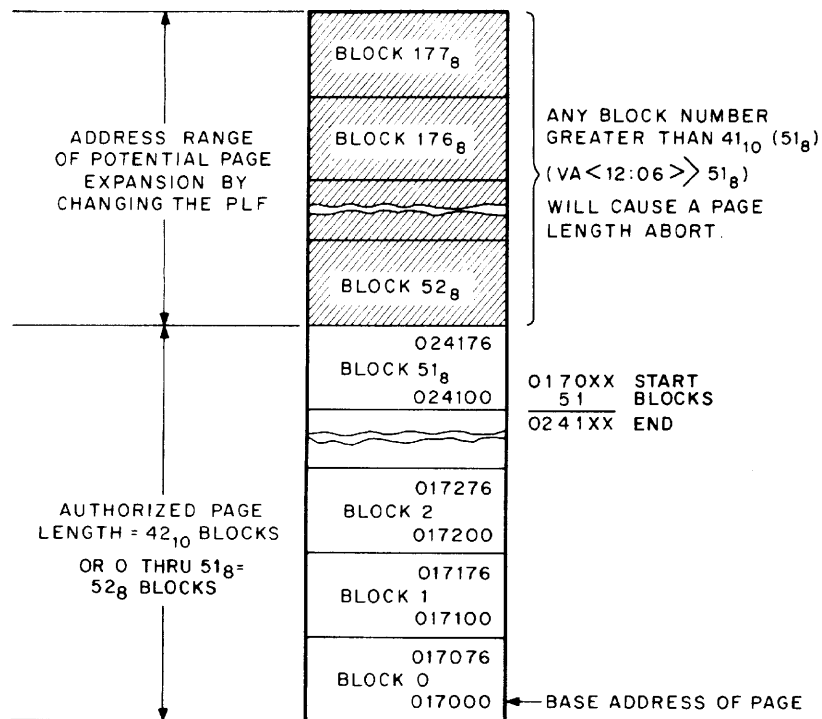 BLOCK 177₈
BLOCK 176₈
ADDRESS RANGE
OF POTENTIAL PAGE
EXPANSION BY
CHANGING THE PLF
ANY BLOCK NUMBER
GREATER THAN 41₁₀ (51₈)
(VA<12:06>> 51₈)
WILL CAUSE A PAGE
LENGTH ABORT.
BLOCK 52₈
024176
BLOCK 51₈
024100
0170XX START
51 BLOCKS
0241XX END
AUTHORIZED PAGE
LENGTH = 42₁₀ BLOCKS
OR 0 THRU 51₈=
52₈ BLOCKS
017276
BLOCK 2
017200
017176
BLOCK 1
017100
017076
BLOCK 0
017000
BASE ADDRESS OF PAGE